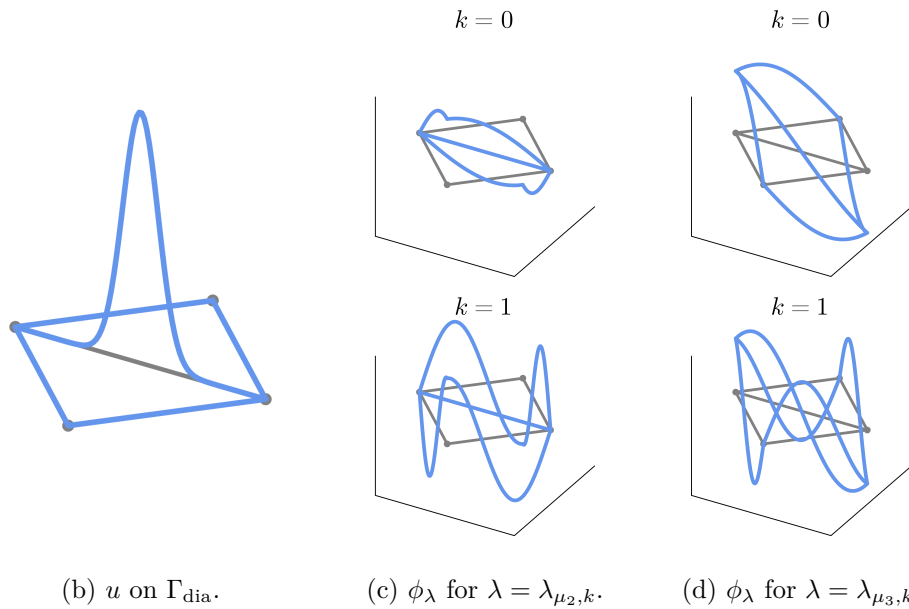 k = 0
k = 0
k = 1
k = 1
(b) u on Γ_dia.
(c) ϕ_λ for λ = λ_{μ_2,k}.
(d) ϕ_λ for λ = λ_{μ_3,k}